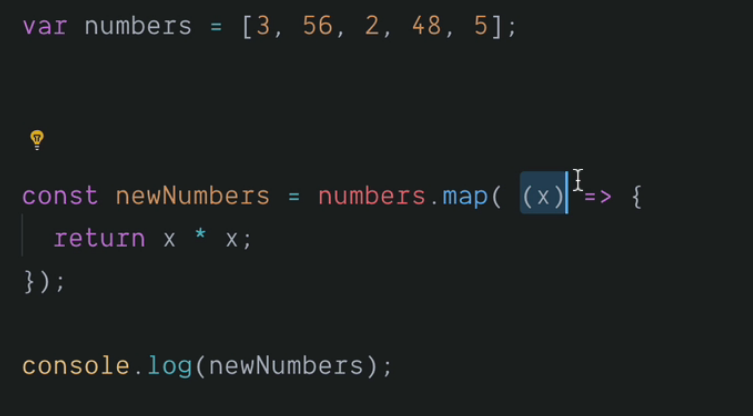 var numbers = [3, 56, 2, 48, 5];
const newNumbers = numbers.map( (x) => {
  return x * x;
});
console.log(newNumbers);